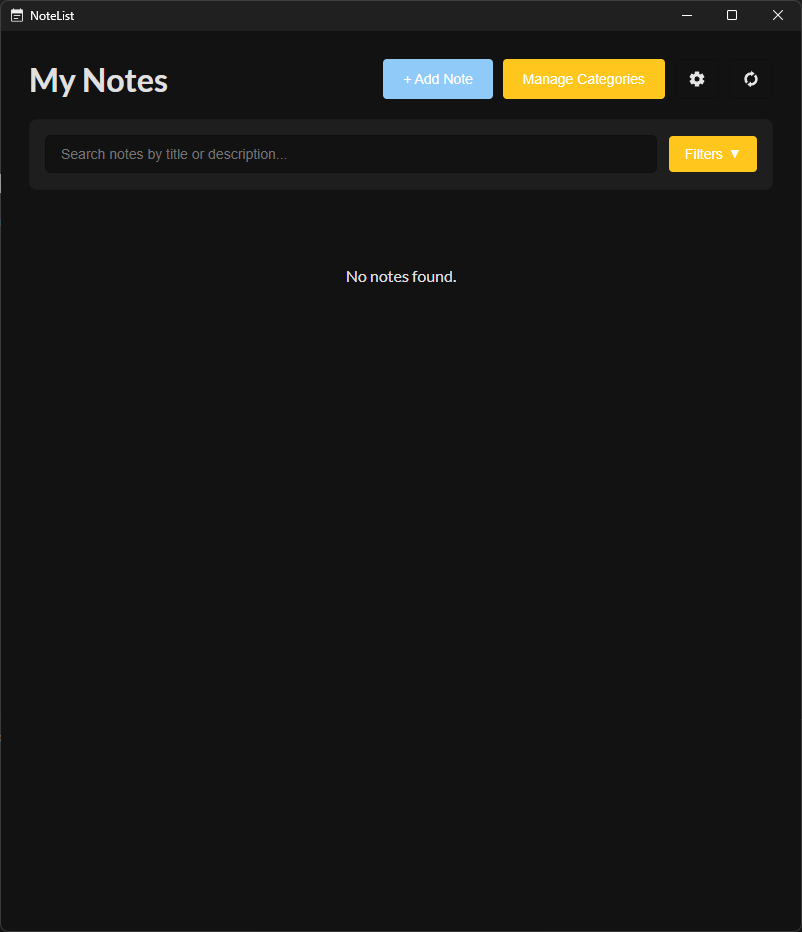 NoteList
My Notes
+ Add Note
Manage Categories
Search notes by title or description...
Filters ▼
No notes found.